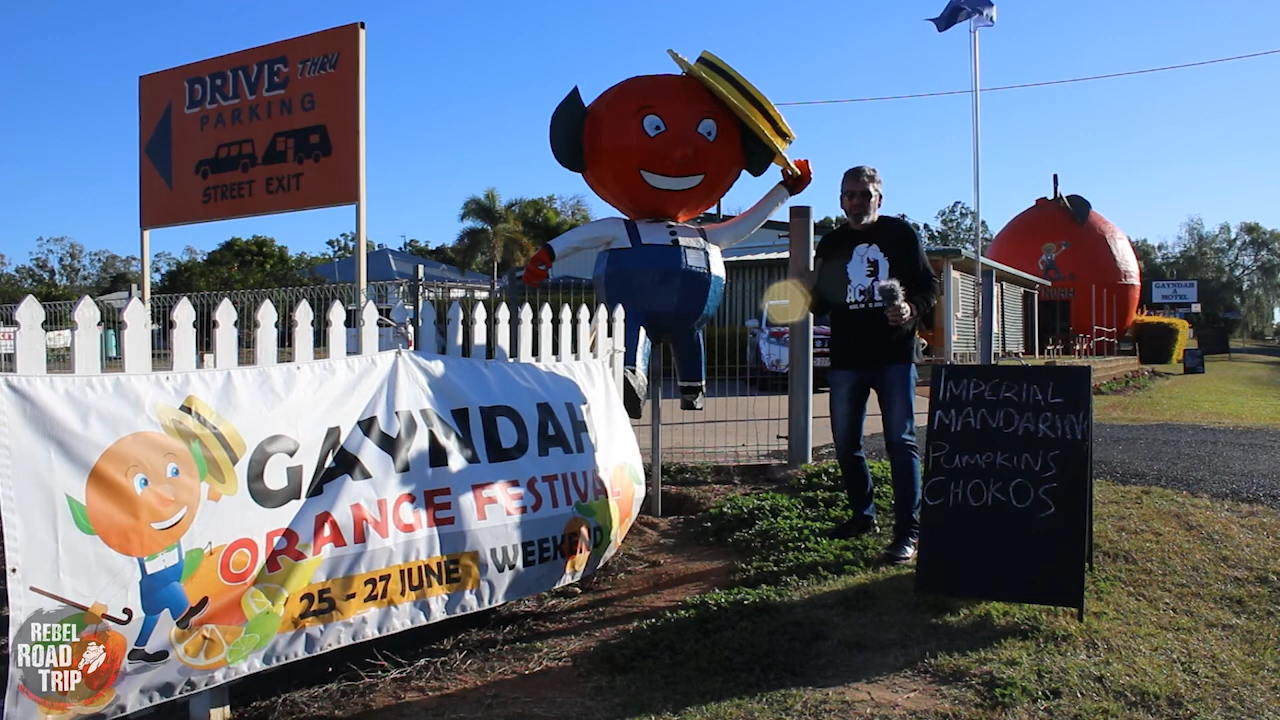 DRIVE THRU
PARKING
STREET EXIT
GAYNDAH
ORANGE FESTIVAL
WEEKEND
25 - 27 JUNE
IMPERIAL
MANDARIN
PUMPKINS
CHOKOS
GAYNDAH
A
MOTEL
REBEL
ROAD
TRIP